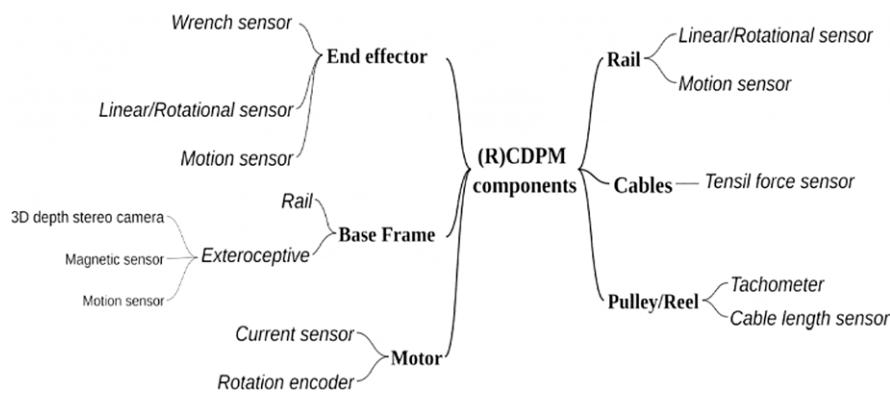 Wrench sensor
End effector
Linear/Rotational sensor
Motion sensor
Rail
Base Frame
3D depth stereo camera
Exteroceptive
Magnetic sensor
Motion sensor
Current sensor
Motor
Rotation encoder
(R)CDPM
components
Linear/Rotational sensor
Rail
Motion sensor
Cables
Tensil force sensor
Tachometer
Pulley/Reel
Cable length sensor